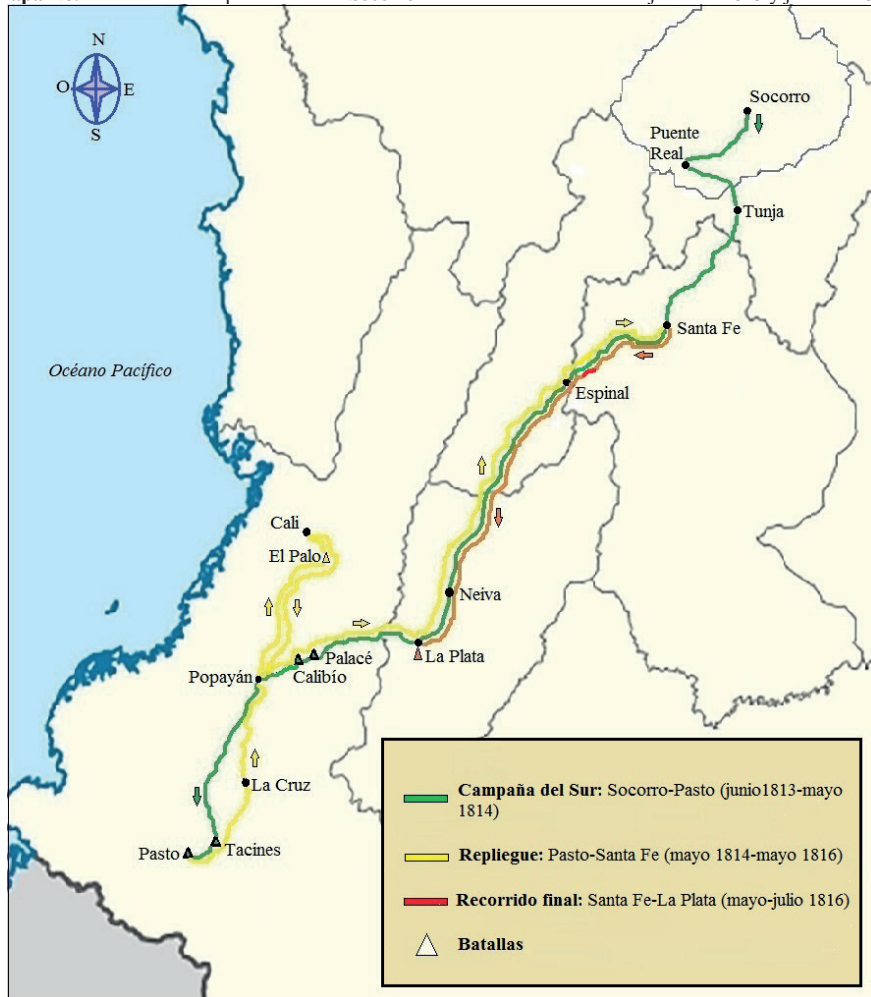 N
O
E
S
Socorro
Puente
Real
Tunja
Santa Fe
Océano Pacífico
Espinal
Cali
El Palo
Neiva
Palacé
La Plata
Calibío
Popayán
La Cruz
Tacines
Pasto
Campaña del Sur: Socorro-Pasto (junio1813-mayo
1814)
Repliegue: Pasto-Santa Fe (mayo 1814-mayo 1816)
Recorrido final: Santa Fe-La Plata (mayo-julio 1816)
Batallas